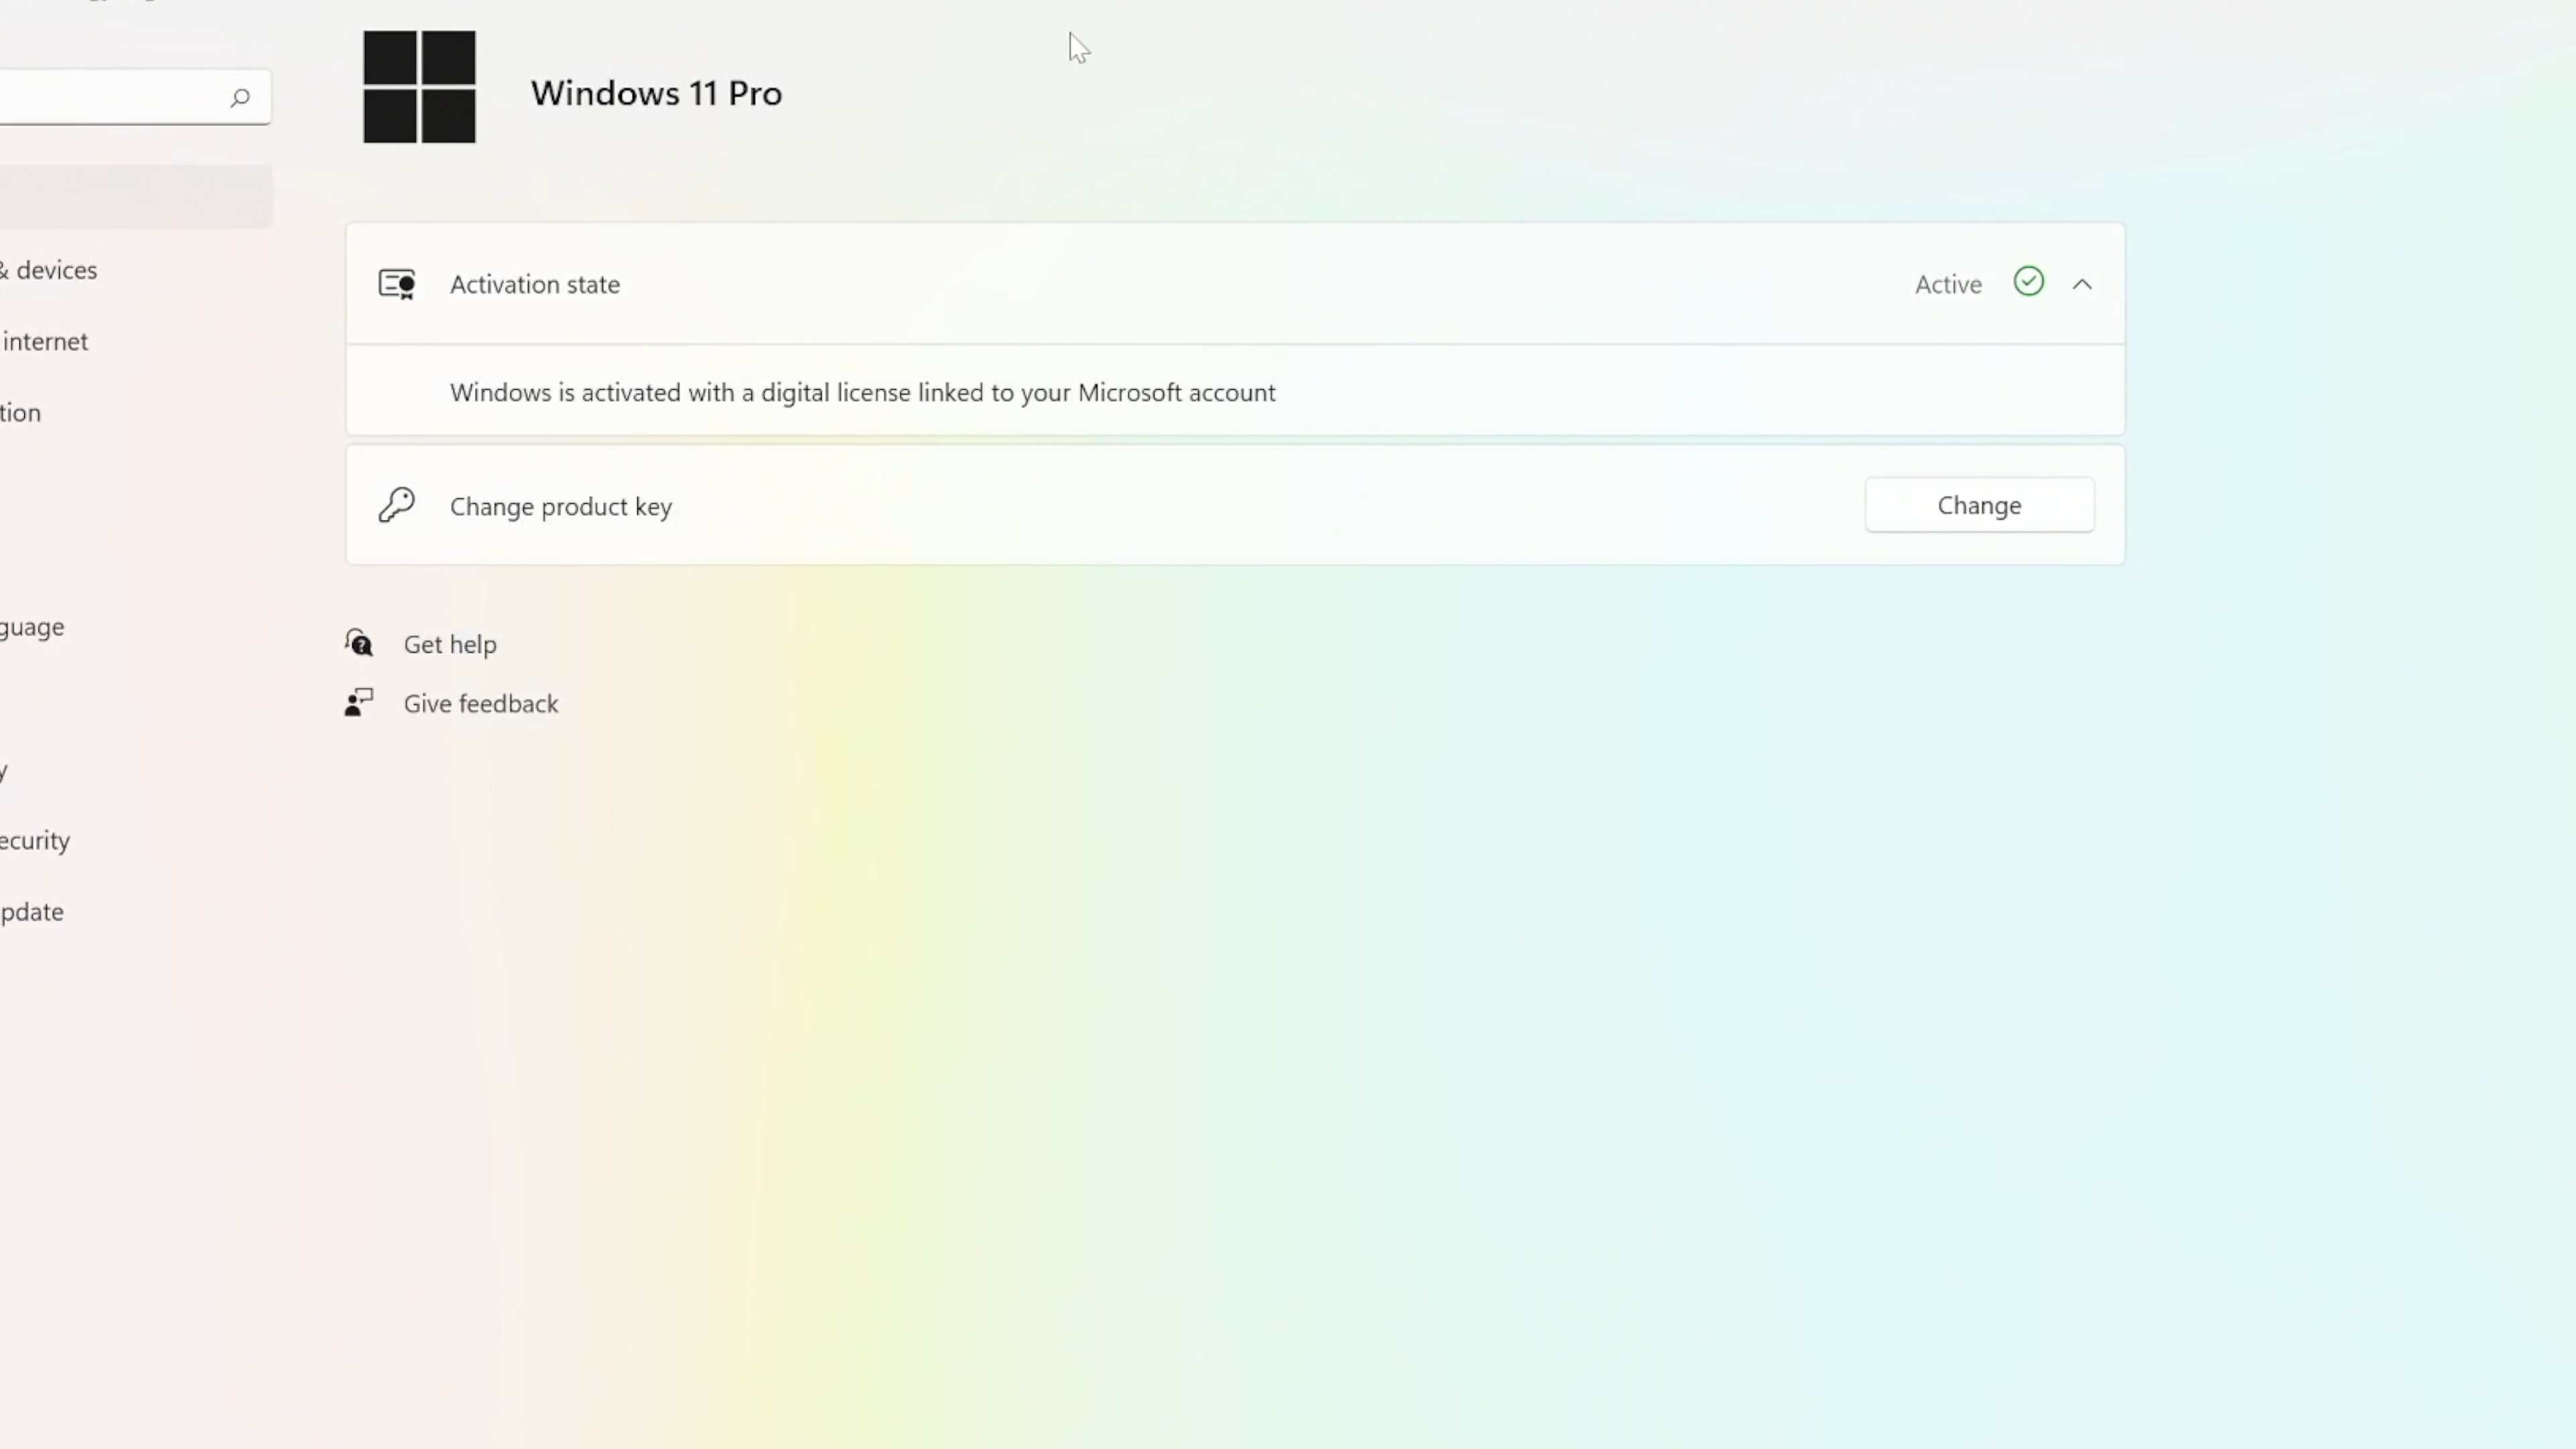 Windows 11 Pro
& devices
internet
tion
guage
y
ecurity
pdate
Activation state
Active
Windows is activated with a digital license linked to your Microsoft account
Change product key
Change
Get help
Give feedback